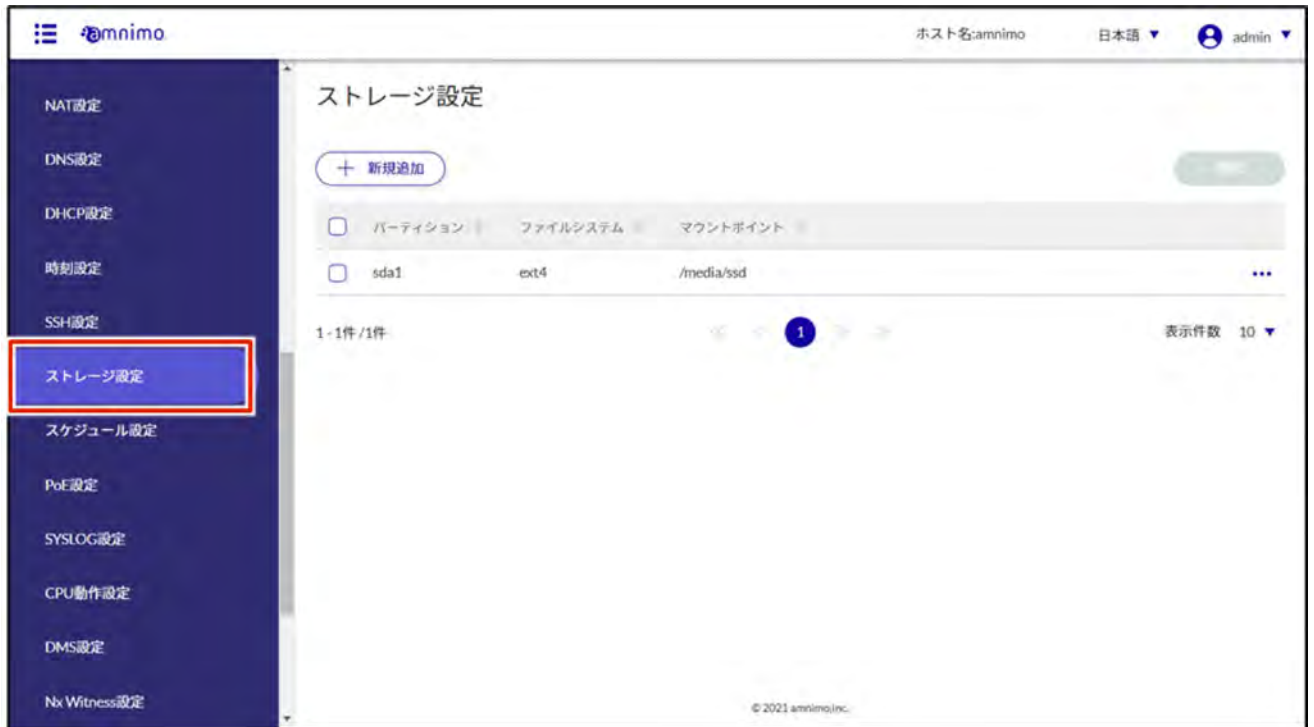 amnimo
ホスト名:amnimo
日本語 ▼
admin ▼
NAT設定
DNS設定
DHCP設定
時刻設定
SSH設定
ストレージ設定
スケジュール設定
PoE設定
SYSLOG設定
CPU動作設定
DMS設定
Nx Witness設定
ストレージ設定
+ 新規追加
パーティション ファイルシステム マウントポイント
sda1 ext4 /media/ssd •••
1 - 1件 /1件
1
表示件数 10 ▼
© 2021 amnimo,inc.